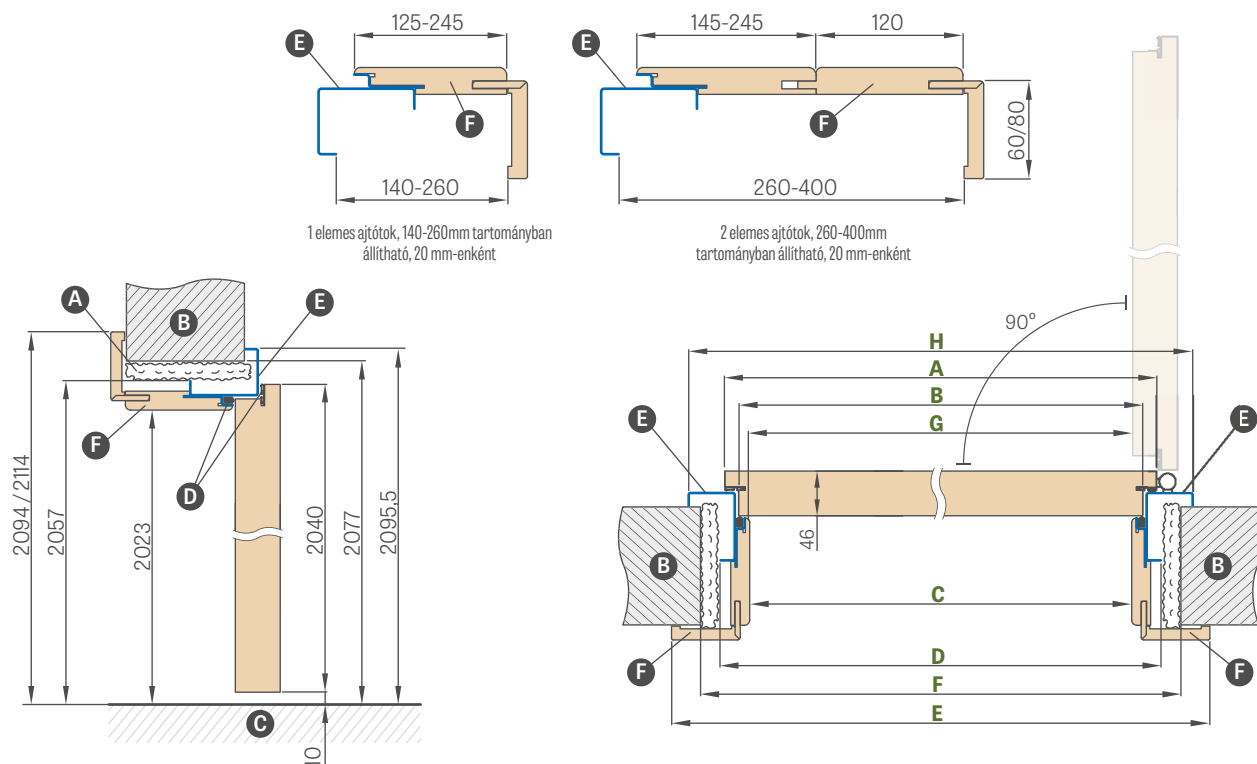 125-245
145-245
120
E
E
F
F
60/80
140-260
260-400
1 elemes ajtótok, 140-260mm tartományban
állítható, 20 mm-enként
2 elemes ajtótok, 260-400mm
tartományban állítható, 20 mm-enként
A
B
E
F
D
C
2094 / 2114
2057
2023
2040
2077
2095,5
10
90°
H
A
B
G
E
E
46
B
B
C
D
F
F
F
E